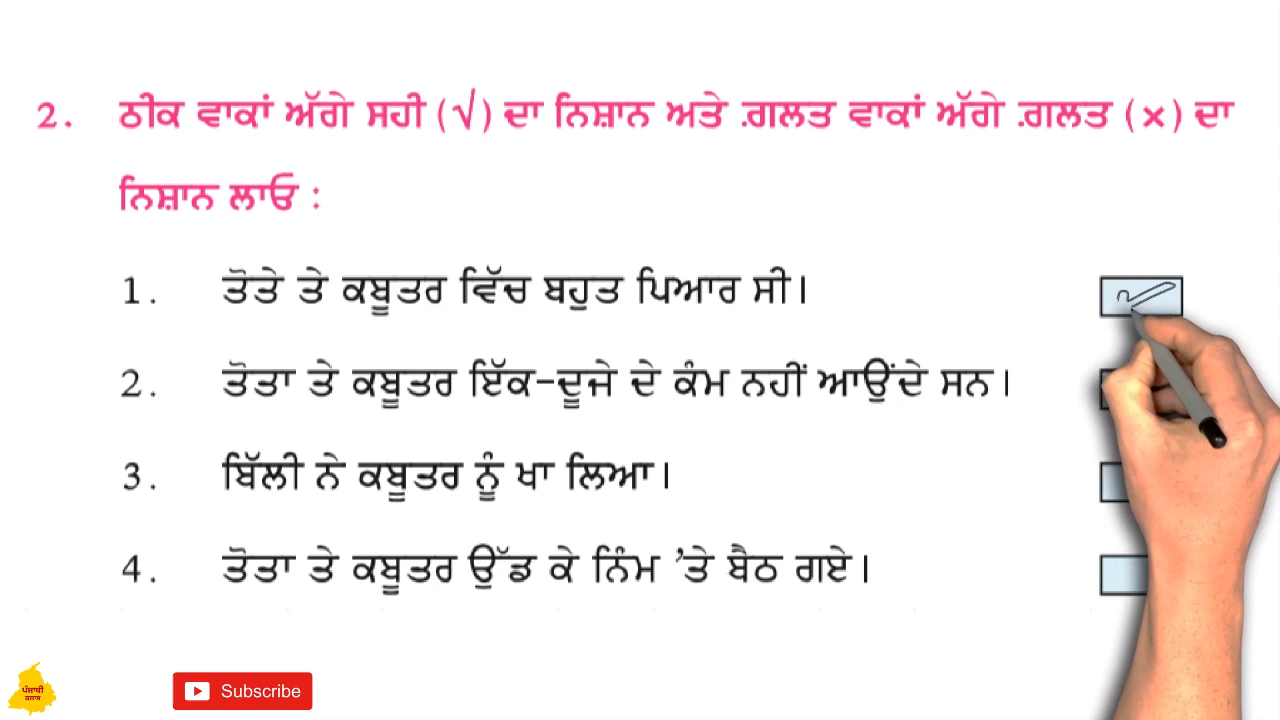 2. ਠੀਕ ਵਾਕਾਂ ਅੱਗੇ ਸਹੀ (√) ਦਾ ਨਿਸ਼ਾਨ ਅਤੇ ਗ਼ਲਤ ਵਾਕਾਂ ਅੱਗੇ ਗ਼ਲਤ (×) ਦਾ
ਨਿਸ਼ਾਨ ਲਾਓ :
1. ਤੋਤੇ ਤੇ ਕਬੂਤਰ ਵਿੱਚ ਬਹੁਤ ਪਿਆਰ ਸੀ।
2. ਤੋਤਾ ਤੇ ਕਬੂਤਰ ਇੱਕ-ਦੂਜੇ ਦੇ ਕੰਮ ਨਹੀਂ ਆਉਂਦੇ ਸਨ।
3. ਬਿੱਲੀ ਨੇ ਕਬੂਤਰ ਨੂੰ ਖਾ ਲਿਆ।
4. ਤੋਤਾ ਤੇ ਕਬੂਤਰ ਉੱਡ ਕੇ ਨਿੰਮ ’ਤੇ ਬੈਠ ਗਏ।
ਪੰਜਾਬੀ
ਕਲਾਸ
Subscribe